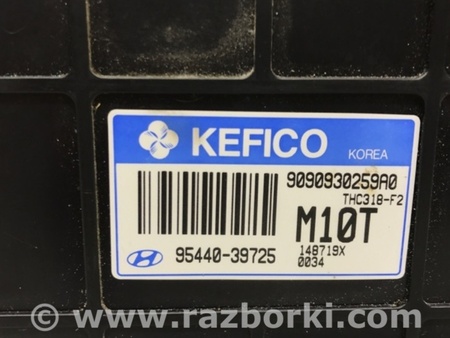 KEFICO
KOREA
9090930259A0
THC318-F2
M10T
148719X
0034
95440-39725
© www.razborki.com